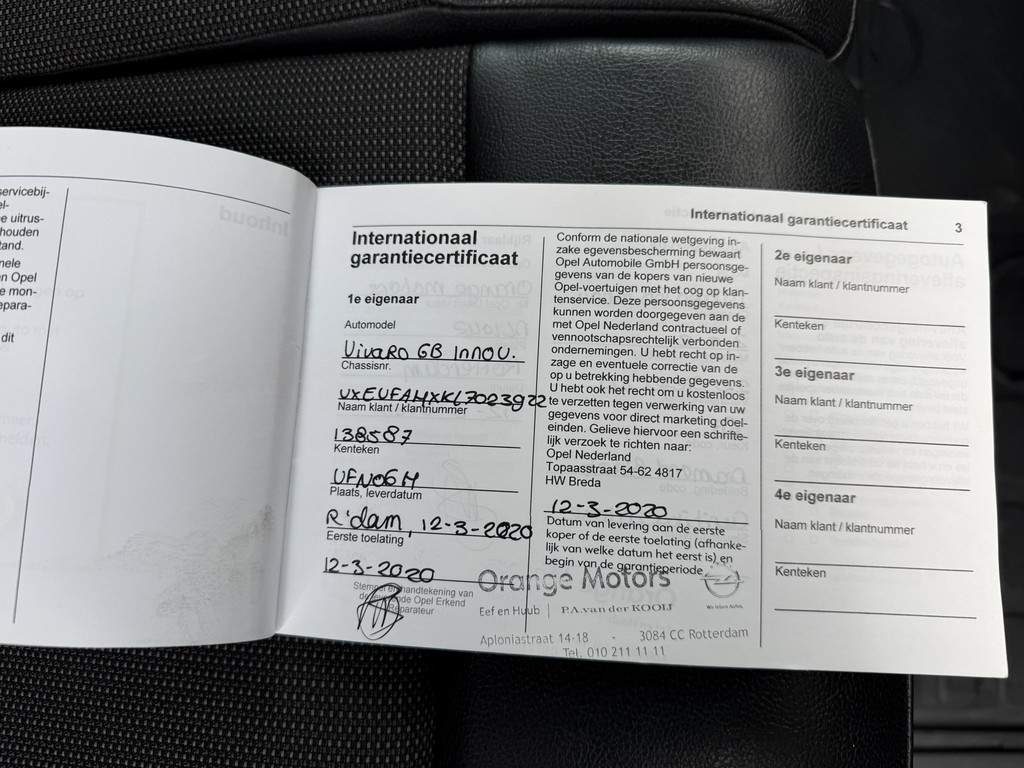 servicebij-
el-
e uitrus-
houden
tand.
nele
n Opel
e mon-
epara-
dit
Inhoud
Internationaal garantiecertificaat 3
Internationaal
garantiecertificaat
1e eigenaar
Automodel
Vivaro GB Innov.
Chassisnr.
VXEVFAHXKL7023922
Naam klant / klantnummer
138587
Kenteken
VFN06H
Plaats, leverdatum
R'dam, 12-3-2020
Eerste toelating
12-3-2020
Stempel en handtekening van
de Opel Erkend
Reparateur
Conform de nationale wetgeving in-
zake egevensbescherming bewaart
Opel Automobile GmbH persoonsge-
gevens van de kopers van nieuwe
Opel-voertuigen met het oog op klan-
tenservice. Deze persoonsgegevens
kunnen worden doorgegeven aan de
met Opel Nederland contractueel of
vennootschapsrechtelijk verbonden
ondernemingen. U hebt recht op in-
zage en eventuele correctie van de
op u betrekking hebbende gegevens.
U hebt ook het recht om u kosteloos
te verzetten tegen verwerking van uw
gegevens voor direct marketing doel-
einden. Gelieve hiervoor een schrifte-
lijk verzoek te richten naar:
Opel Nederland
Topaasstraat 54-62 4817
HW Breda
12-3-2020
Datum van levering aan de eerste
koper of de eerste toelating (afhanke-
lijk van welke datum het eerst is) en
begin van de garantieperiode
Orange Motors
Eef en Huub | P.A. van der KOOIJ
Wir leben Autos.
Aploniastraat 14-18 - 3084 CC Rotterdam
Tel. 010 211 11 11
2e eigenaar
Naam klant / klantnummer
Kenteken
3e eigenaar
Naam klant / klantnummer
Kenteken
4e eigenaar
Naam klant / klantnummer
Kenteken